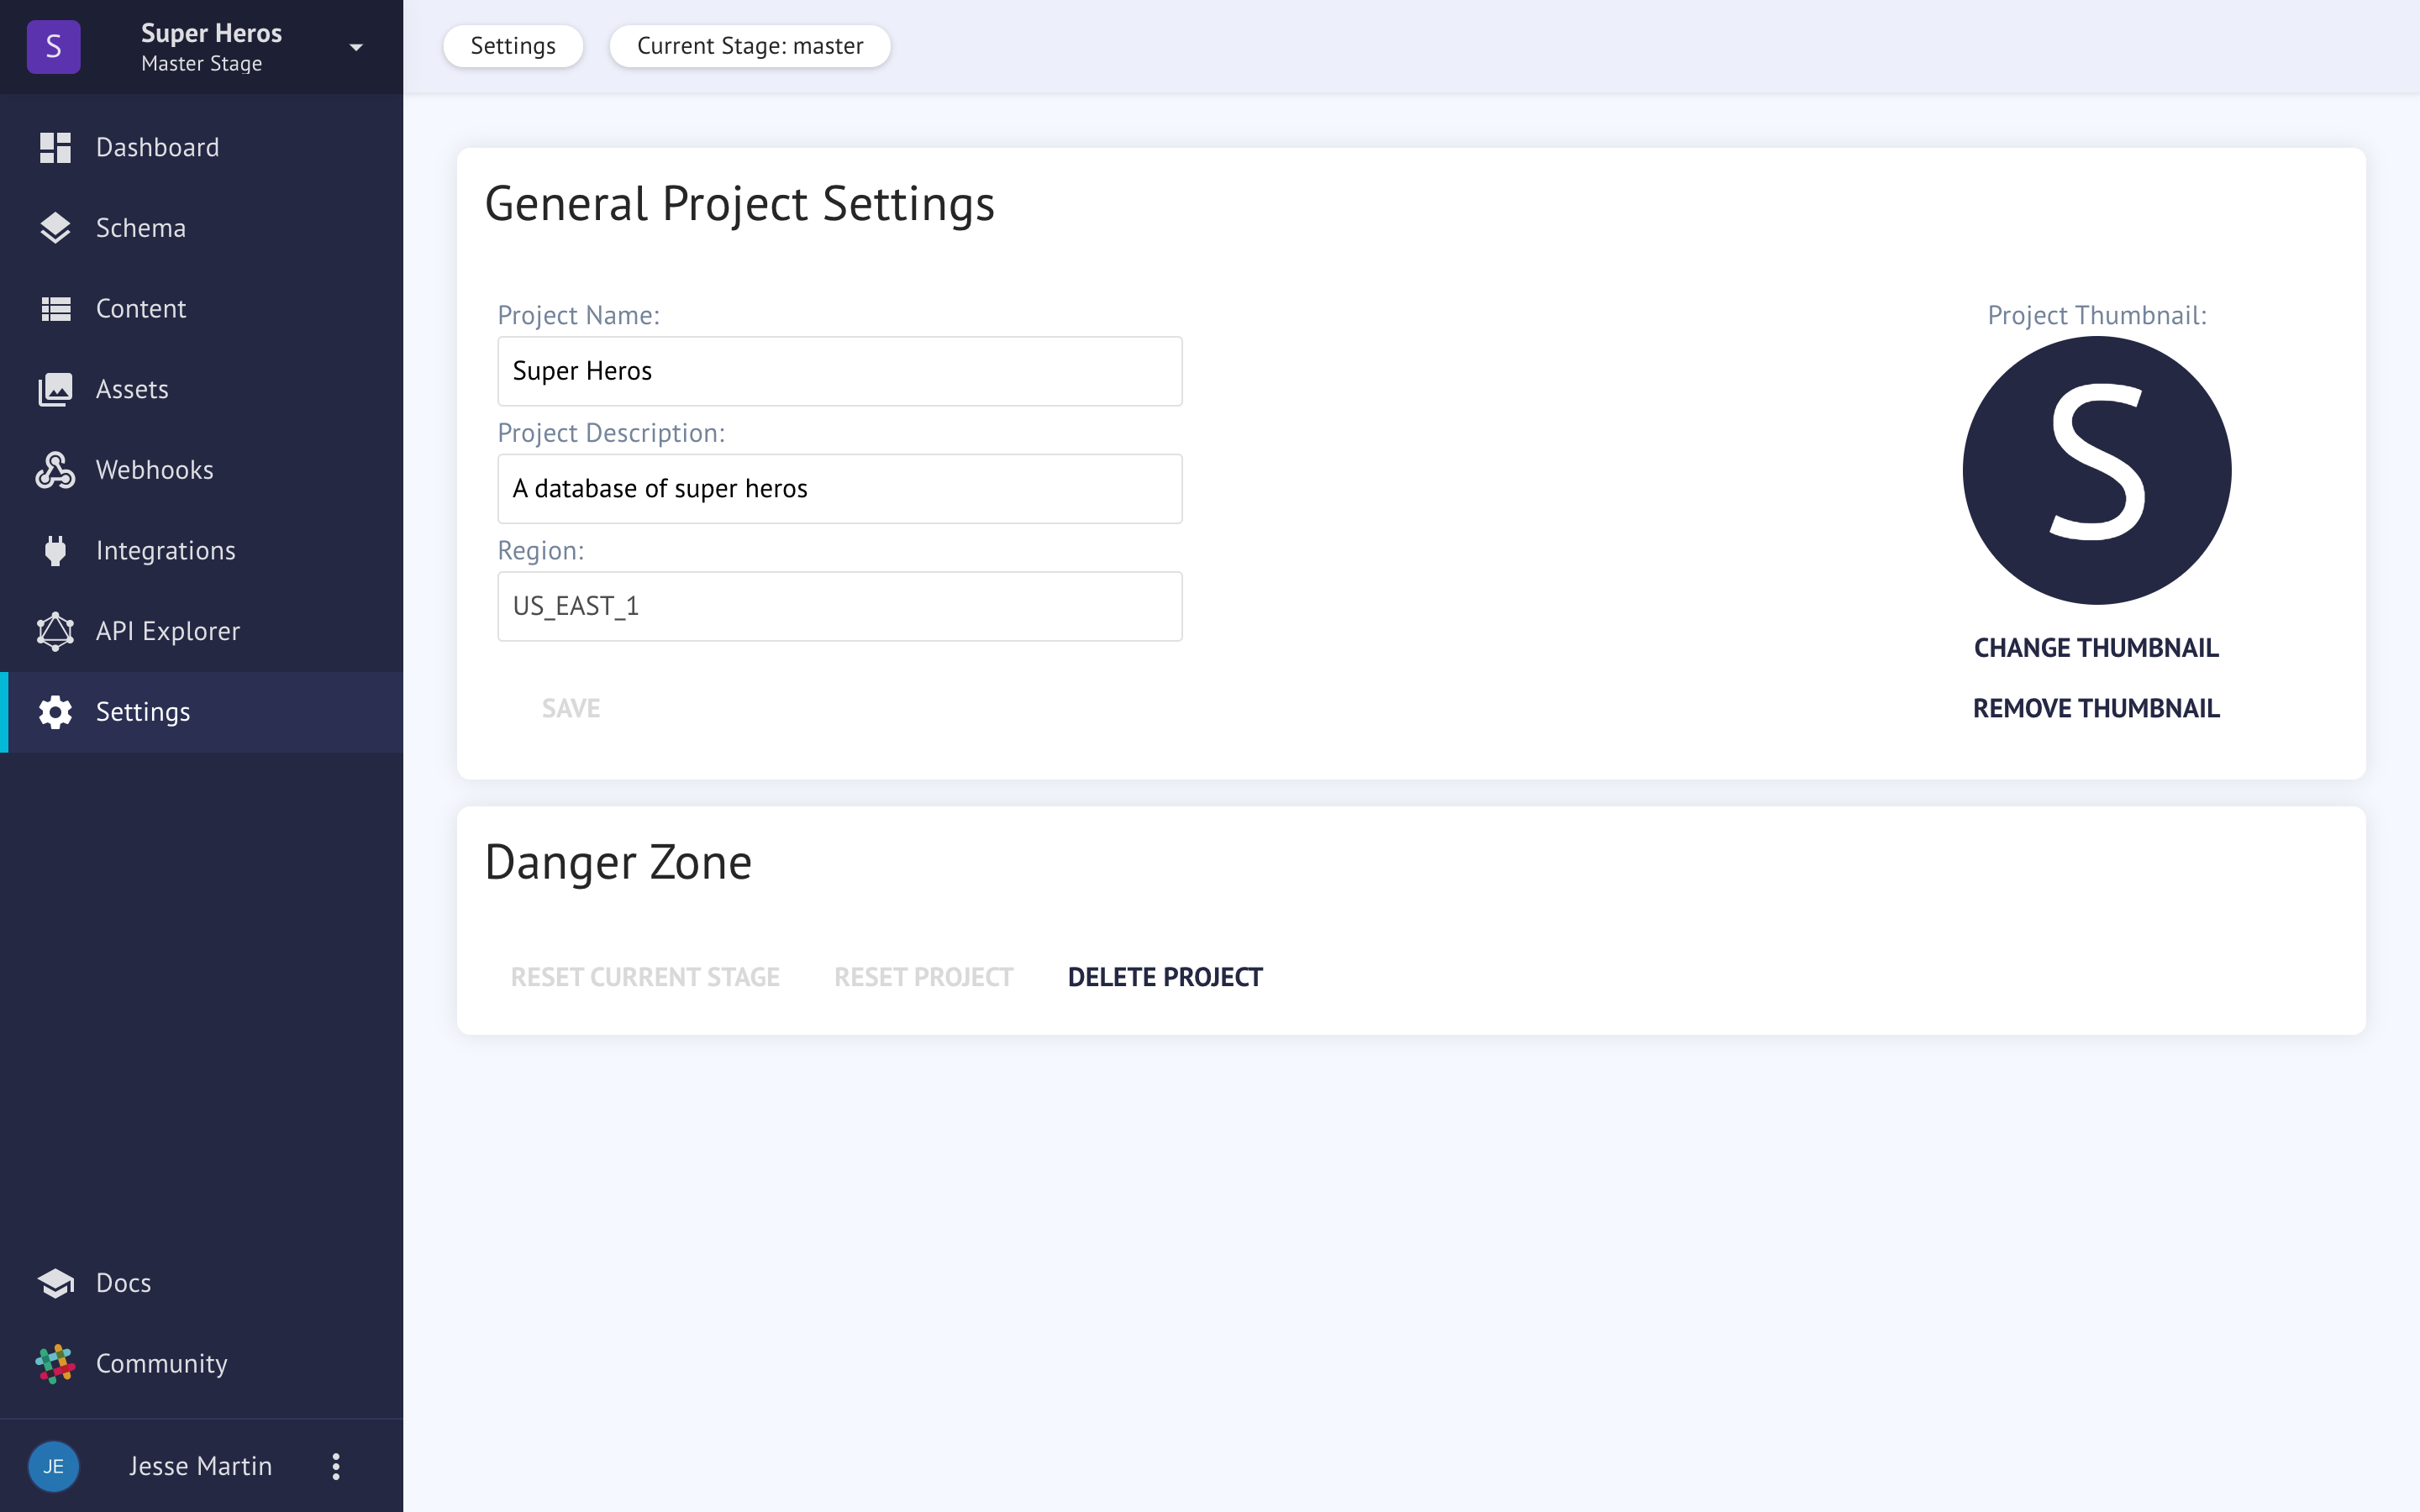 S
Super Heros
Master Stage
Dashboard
Schema
Content
Assets
Webhooks
Integrations
API Explorer
Settings
Docs
Community
JE
Jesse Martin
Settings
Current Stage: master
General Project Settings
Project Name:
Super Heros
Project Description:
A database of super heros
Region:
US_EAST_1
SAVE
Project Thumbnail:
S
CHANGE THUMBNAIL
REMOVE THUMBNAIL
Danger Zone
RESET CURRENT STAGE
RESET PROJECT
DELETE PROJECT